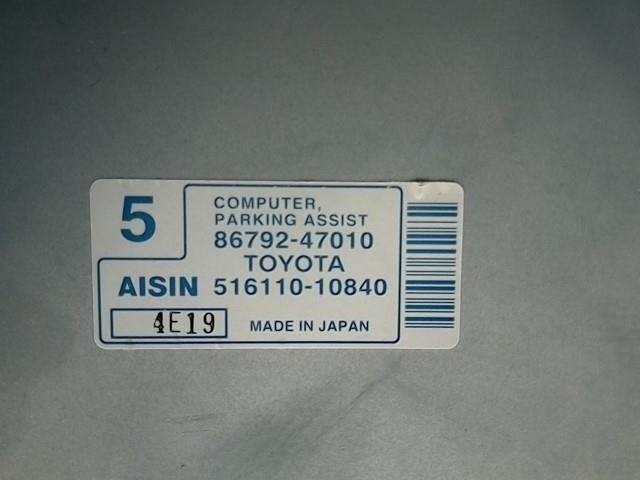 5
COMPUTER,
PARKING ASSIST
86792-47010
TOYOTA
AISIN 516110-10840
4E19 MADE IN JAPAN